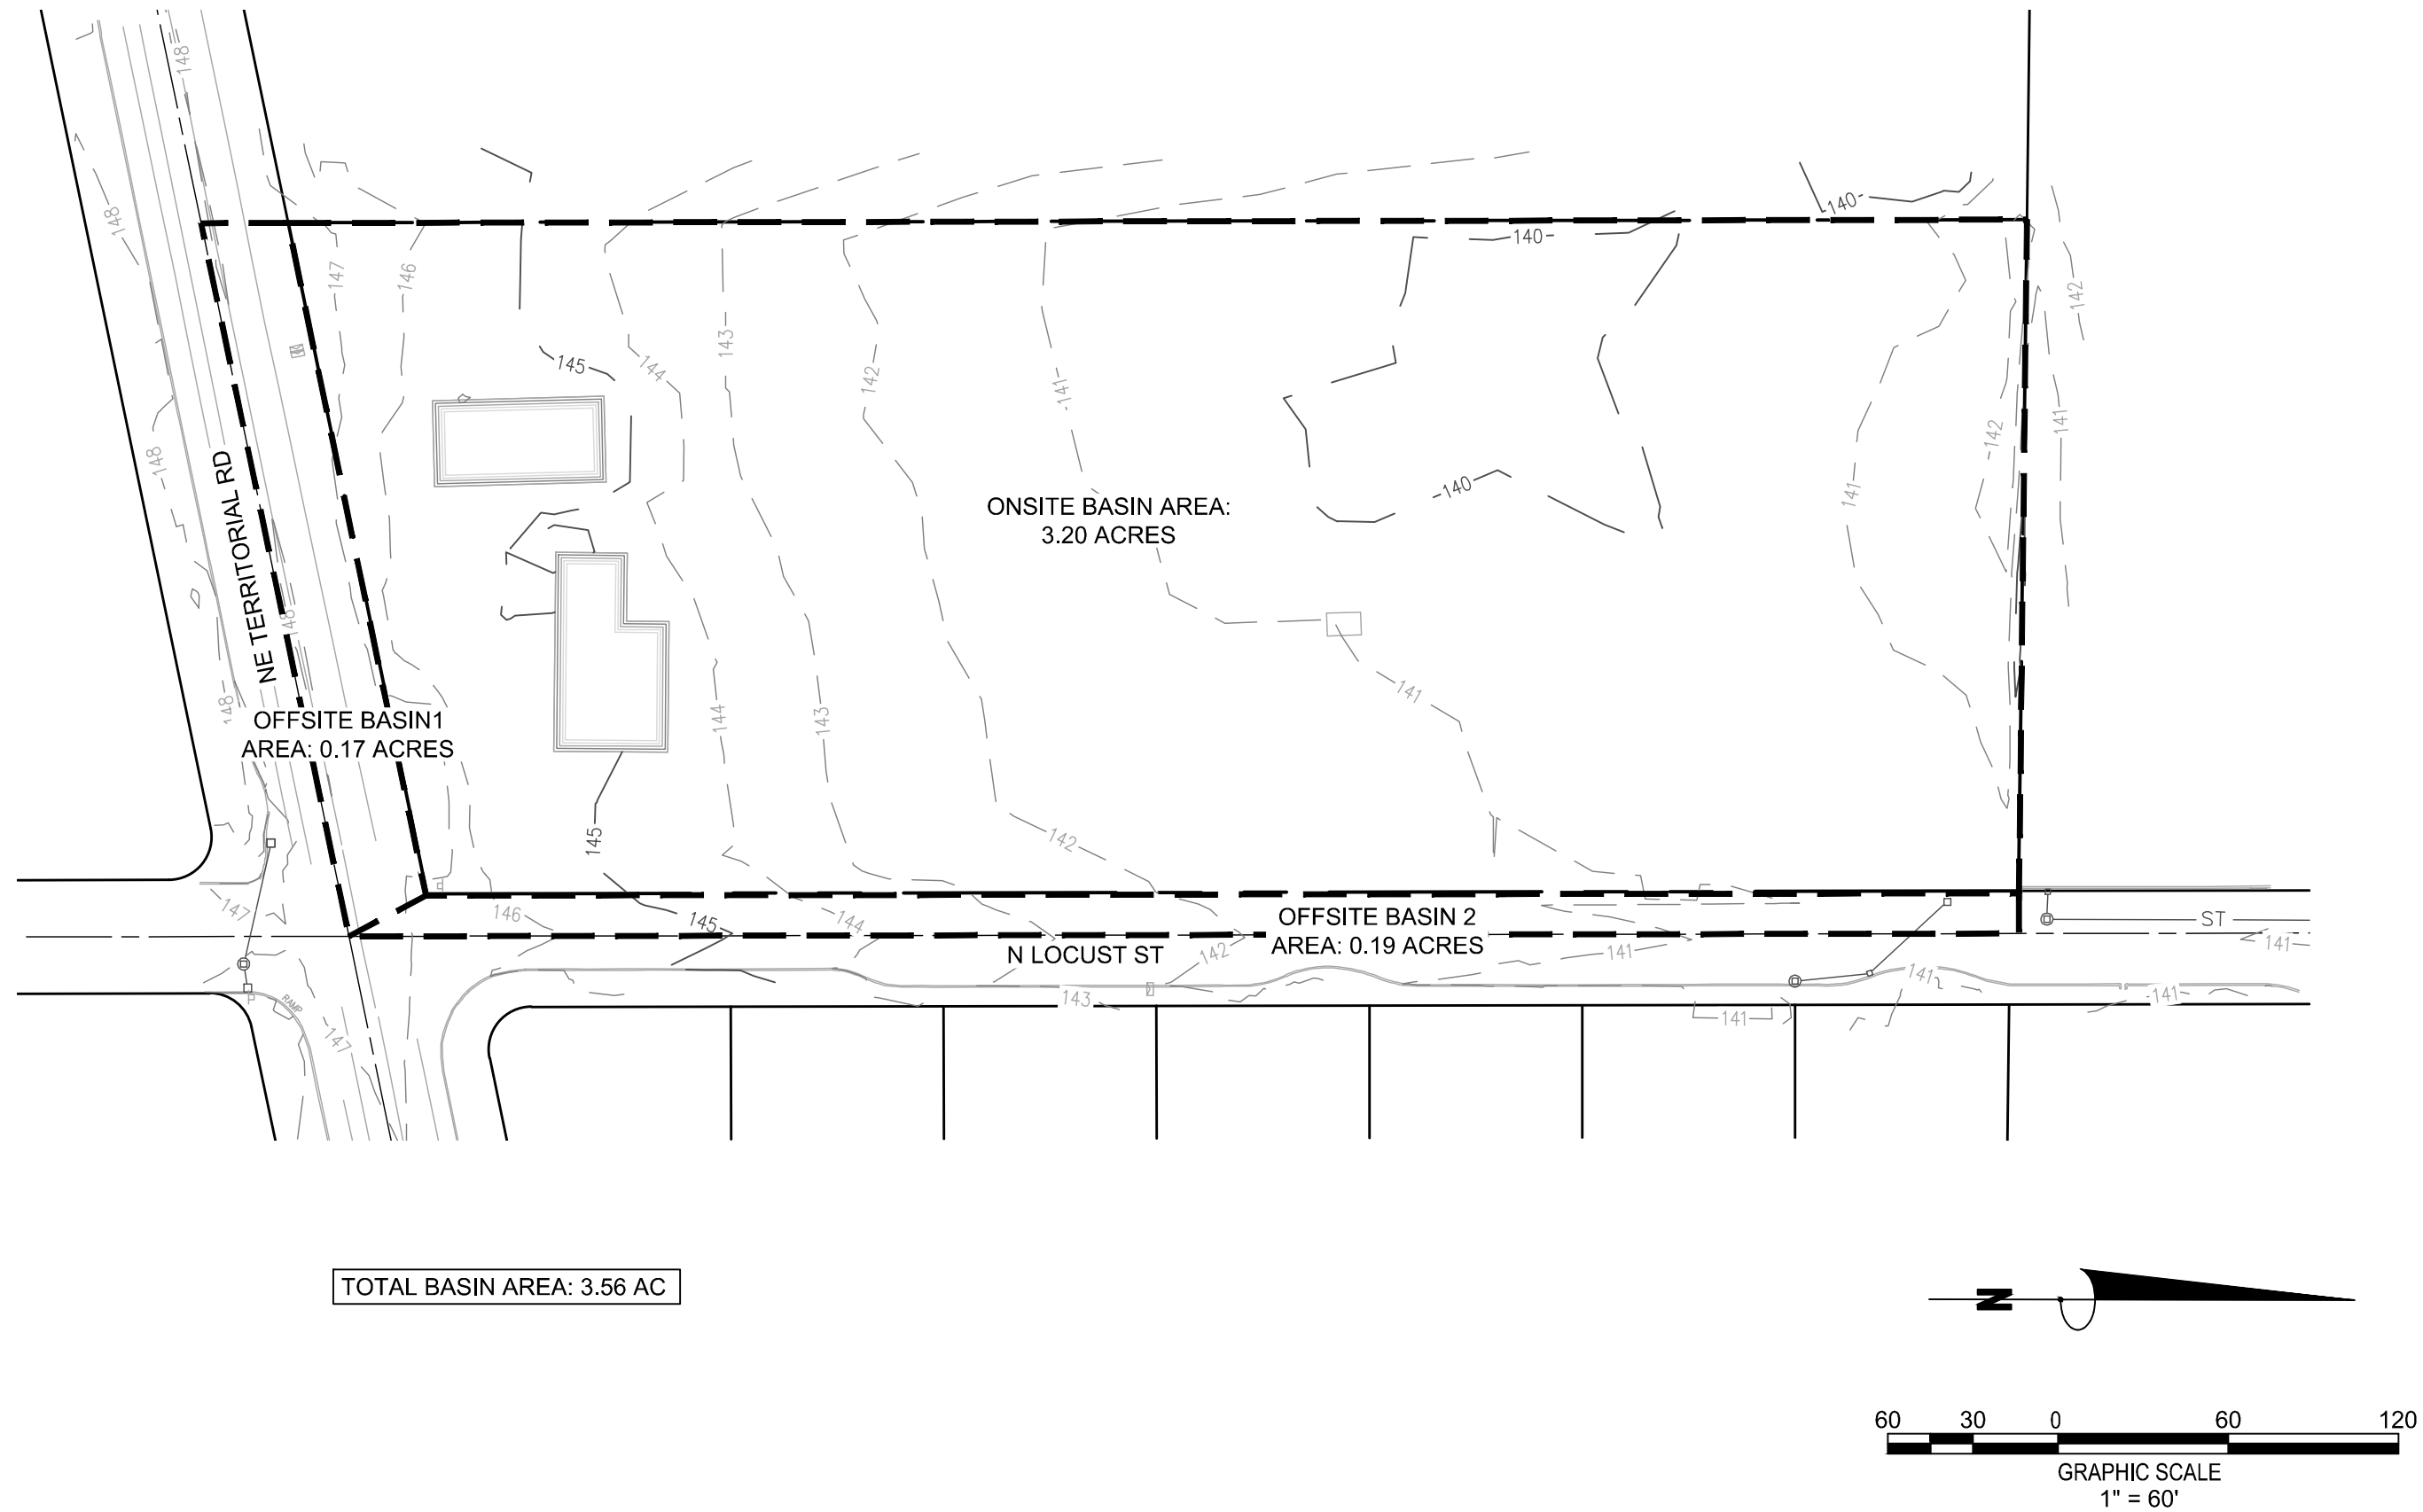 148
140-
148
147
146
142
140-
145
144
143
142
-141-
141
-142
148
NE TERRITORIAL RD
ONSITE BASIN AREA:
3.20 ACRES
-140-
141
148
148
OFFSITE BASIN1
AREA: 0.17 ACRES
144
143
141
145
142
147
146
145
144
OFFSITE BASIN 2
AREA: 0.19 ACRES
ST
N LOCUST ST
142
141
141
141
143
141
-141-
RAMP
147
TOTAL BASIN AREA: 3.56 AC
N
60 30 0 60 120
GRAPHIC SCALE
1" = 60'